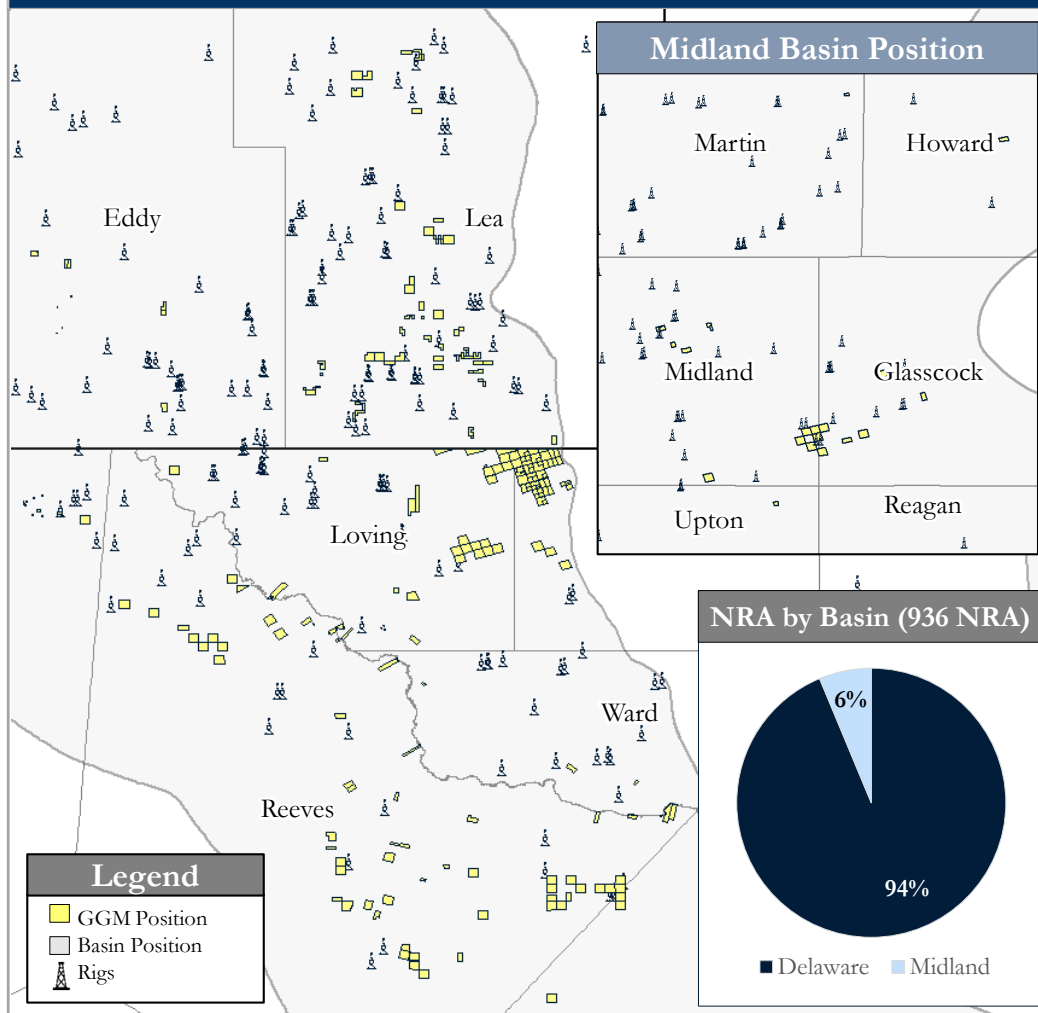 Midland Basin Position
Martin
Howard
Eddy
Lea
Midland
Glasscock
Upton
Reagan
Loving
NRA by Basin (936 NRA)
6%
Ward
Reeves
94%
Legend
GGM Position
Basin Position
Rigs
Delaware
Midland